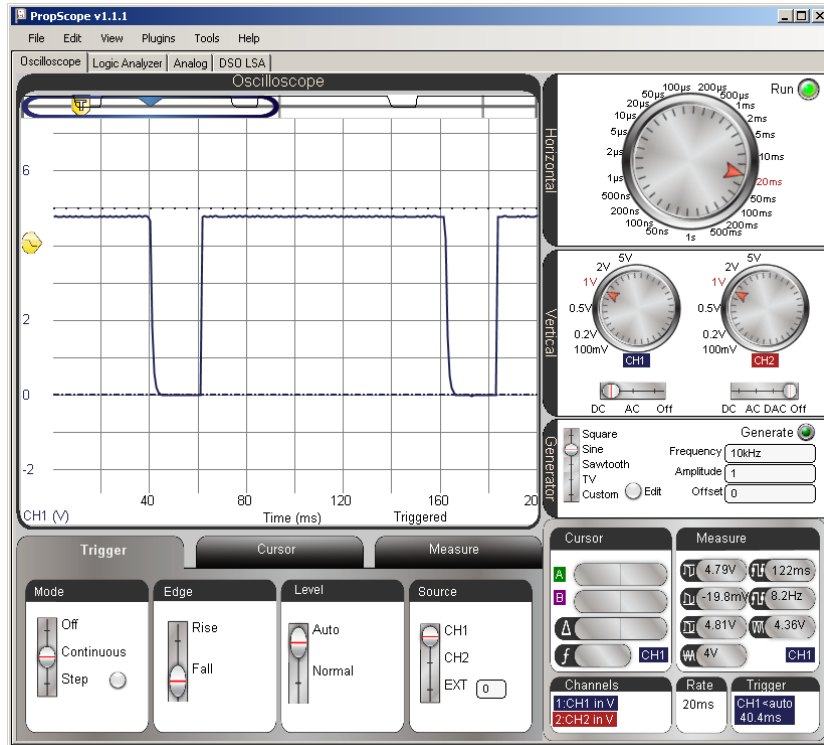 PropScope v1.1.1
File Edit View Plugins Tools Help
Oscilloscope Logic Analyzer Analog DSO LSA
Oscilloscope
T
6
2
0
-2
40 80 120 160 20
CH1 (V) Time (ms) Triggered
Horizontal
Run
100µs 200µs
50µs 500µs
20µs 1ms
10µs 2ms
5µs 5ms
2µs 10ms
1µs 20ms
500ns 50ms
200ns 100ms
100ns 500ms
50ns 1s
Vertical
5V 5V
2V 2V
1V 1V
0.5V 0.5V
0.2V 0.2V
100mV 100mV
CH1 CH2
DC AC Off DC AC DAC Off
Generator
Square Generate
Sine Frequency 10kHz
Sawtooth Amplitude 1
TV
Custom Edit Offset 0
Trigger Cursor Measure
Mode
Off
Continuous
Step
Edge
Rise
Fall
Level
Auto
Normal
Source
CH1
CH2
EXT 0
Cursor
A
B
Δ
f CH1
Measure
4.79V 122ms
-19.8mV 8.2Hz
4.81V 4.36V
4V CH1
Channels
1:CH1 in V
2:CH2 in V
Rate
20ms
Trigger
CH1<auto
40.4ms